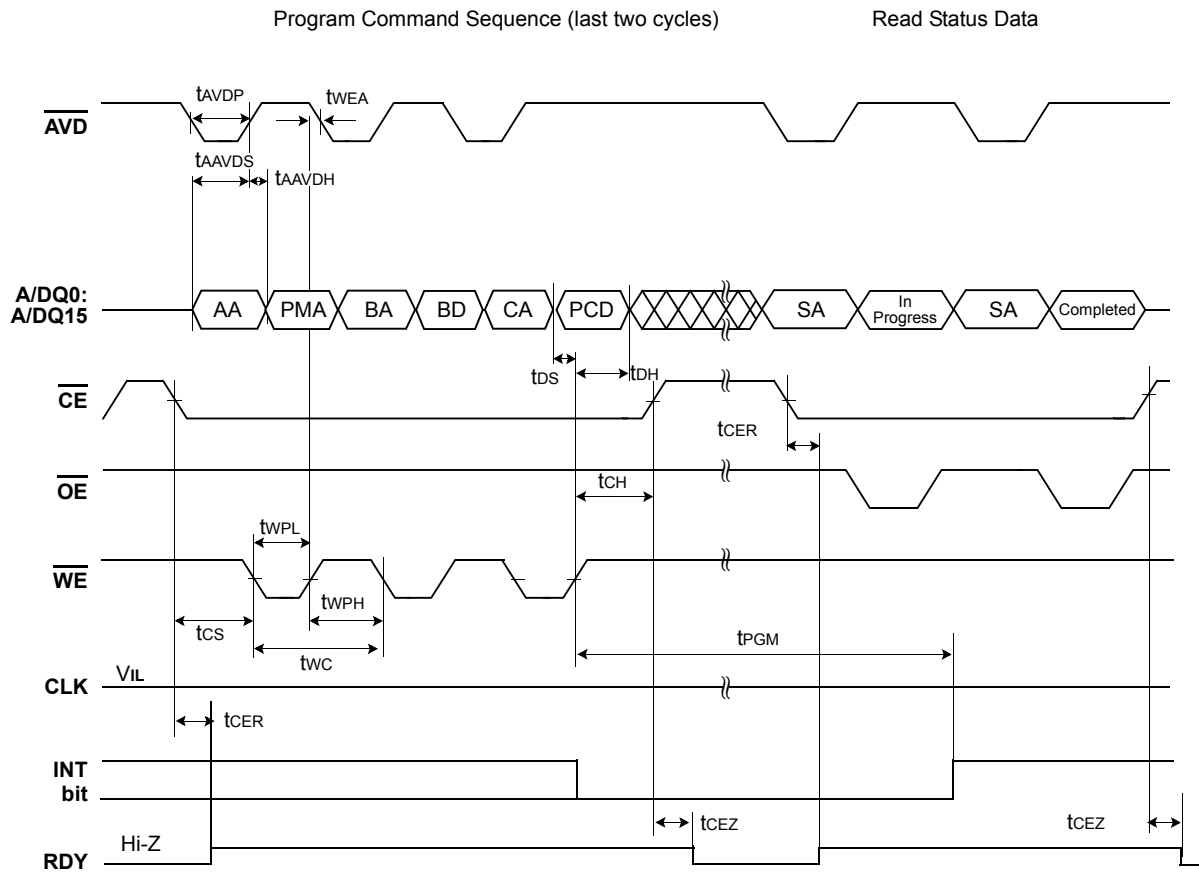 Program Command Sequence (last two cycles) Read Status Data
tAVDP tWEA
AVD
tAAVDS
tAAVDH
A/DQ0:
A/DQ15
AA PMA BA BD CA PCD SA In Progress SA Completed
tDS tDH
CE
tCER
OE
tCH
tWPL
WE
tWPH
tCS
tWC
tPGM
CLK VIL
tCER
INT
bit
tCEZ tCEZ
RDY Hi-Z